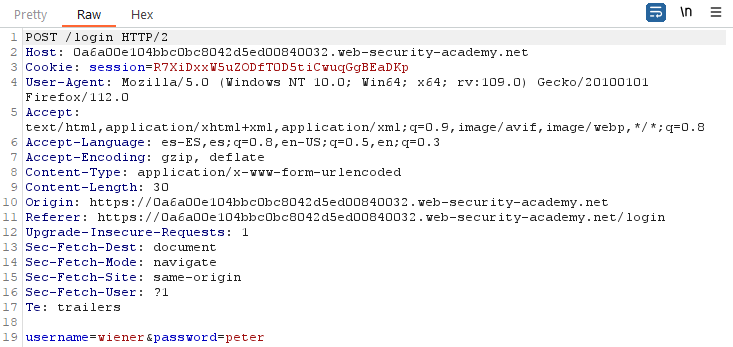 Pretty Raw Hex \n
1 POST /login HTTP/2
2 Host: 0a6a00e104bbc0bc8042d5ed00840032.web-security-academy.net
3 Cookie: session=R7XiDxxW5uZODfTOD5tiCwuqGgBEaDKp
4 User-Agent: Mozilla/5.0 (Windows NT 10.0; Win64; x64; rv:109.0) Gecko/20100101
Firefox/112.0
5 Accept:
text/html,application/xhtml+xml,application/xml;q=0.9,image/avif,image/webp,*/*;q=0.8
6 Accept-Language: es-ES,es;q=0.8,en-US;q=0.5,en;q=0.3
7 Accept-Encoding: gzip, deflate
8 Content-Type: application/x-www-form-urlencoded
9 Content-Length: 30
10 Origin: https://0a6a00e104bbc0bc8042d5ed00840032.web-security-academy.net
11 Referer: https://0a6a00e104bbc0bc8042d5ed00840032.web-security-academy.net/login
12 Upgrade-Insecure-Requests: 1
13 Sec-Fetch-Dest: document
14 Sec-Fetch-Mode: navigate
15 Sec-Fetch-Site: same-origin
16 Sec-Fetch-User: ?1
17 Te: trailers
18
19 username=wiener&password=peter